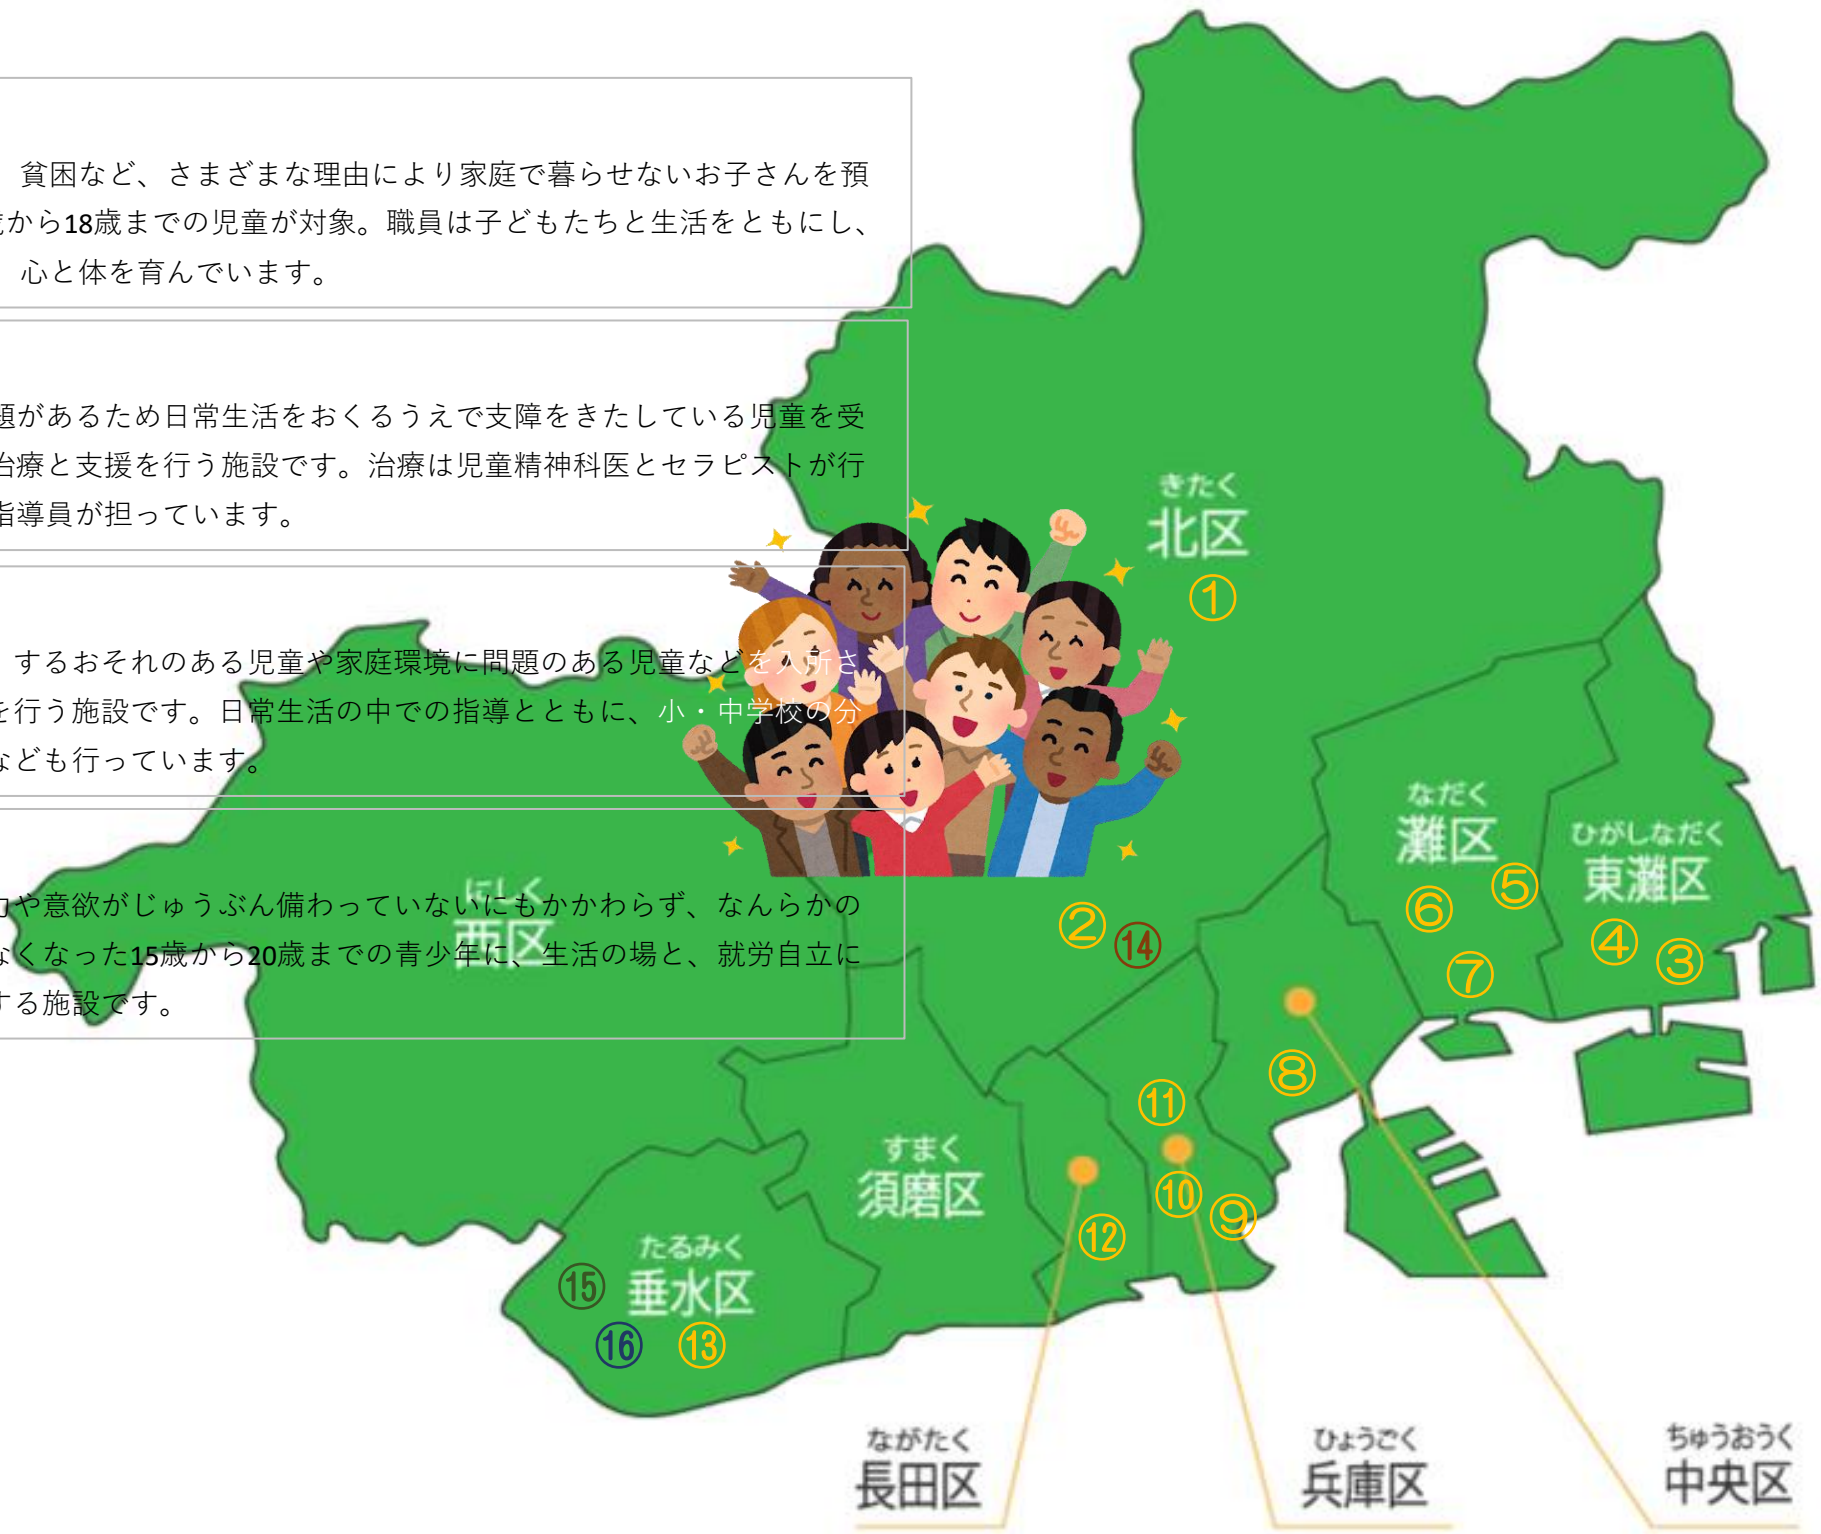 貧困など、さまざまな理由により家庭で暮らせないお子さんを預
から18歳までの児童が対象。職員は子どもたちと生活をともにし、
心と体を育んでいます。
題があるため日常生活をおくるうえで支障をきたしている児童を受
治療と支援を行う施設です。治療は児童精神科医とセラピストが行
指導員が担っています。
するおそれのある児童や家庭環境に問題のある児童などを入所さ
を行う施設です。日常生活の中での指導とともに、小・中学校の分
なども行っています。
や意欲がじゅうぶん備わっていないにもかかわらず、なんらかの
なくなった15歳から20歳までの青少年に、生活の場と、就労自立に
する施設です。
きたく
北区
①
なだく
灘区
⑤
⑥
⑦
ひがしなだく
東灘区
④
③
にしく
西区
②
⑭
⑧
⑪
⑩
⑨
⑫
すまく
須磨区
たるみく
垂水区
⑮
⑯
⑬
ながたく
長田区
ひょうごく
兵庫区
ちゅうおうく
中央区